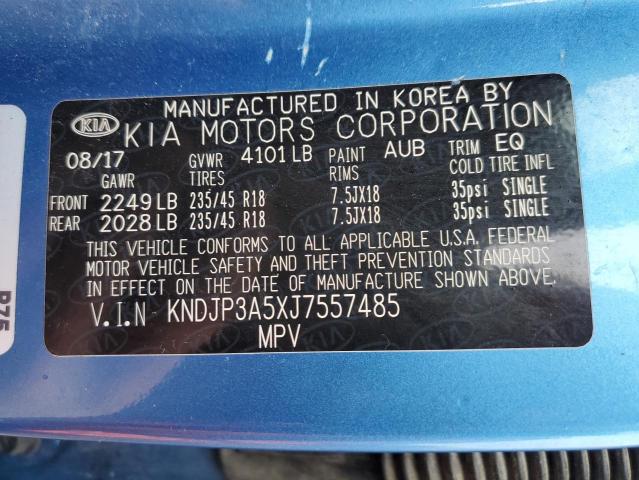 MANUFACTURED IN KOREA BY
KIA KIA MOTORS CORPORATION
08/17 GVWR 4101 LB PAINT AUB TRIM EQ
GAWR TIRES RIMS COLD TIRE INFL
FRONT 2249 LB 235/45 R18 7.5JX18 35psi SINGLE
REAR 2028 LB 235/45 R18 7.5JX18 35psi SINGLE
THIS VEHICLE CONFORMS TO ALL APPLICABLE U.S.A. FEDERAL
MOTOR VEHICLE SAFETY AND THEFT PREVENTION STANDARDS
IN EFFECT ON THE DATE OF MANUFACTURE SHOWN ABOVE.
V.I.N KNDJP3A5XJ7557485
MPV